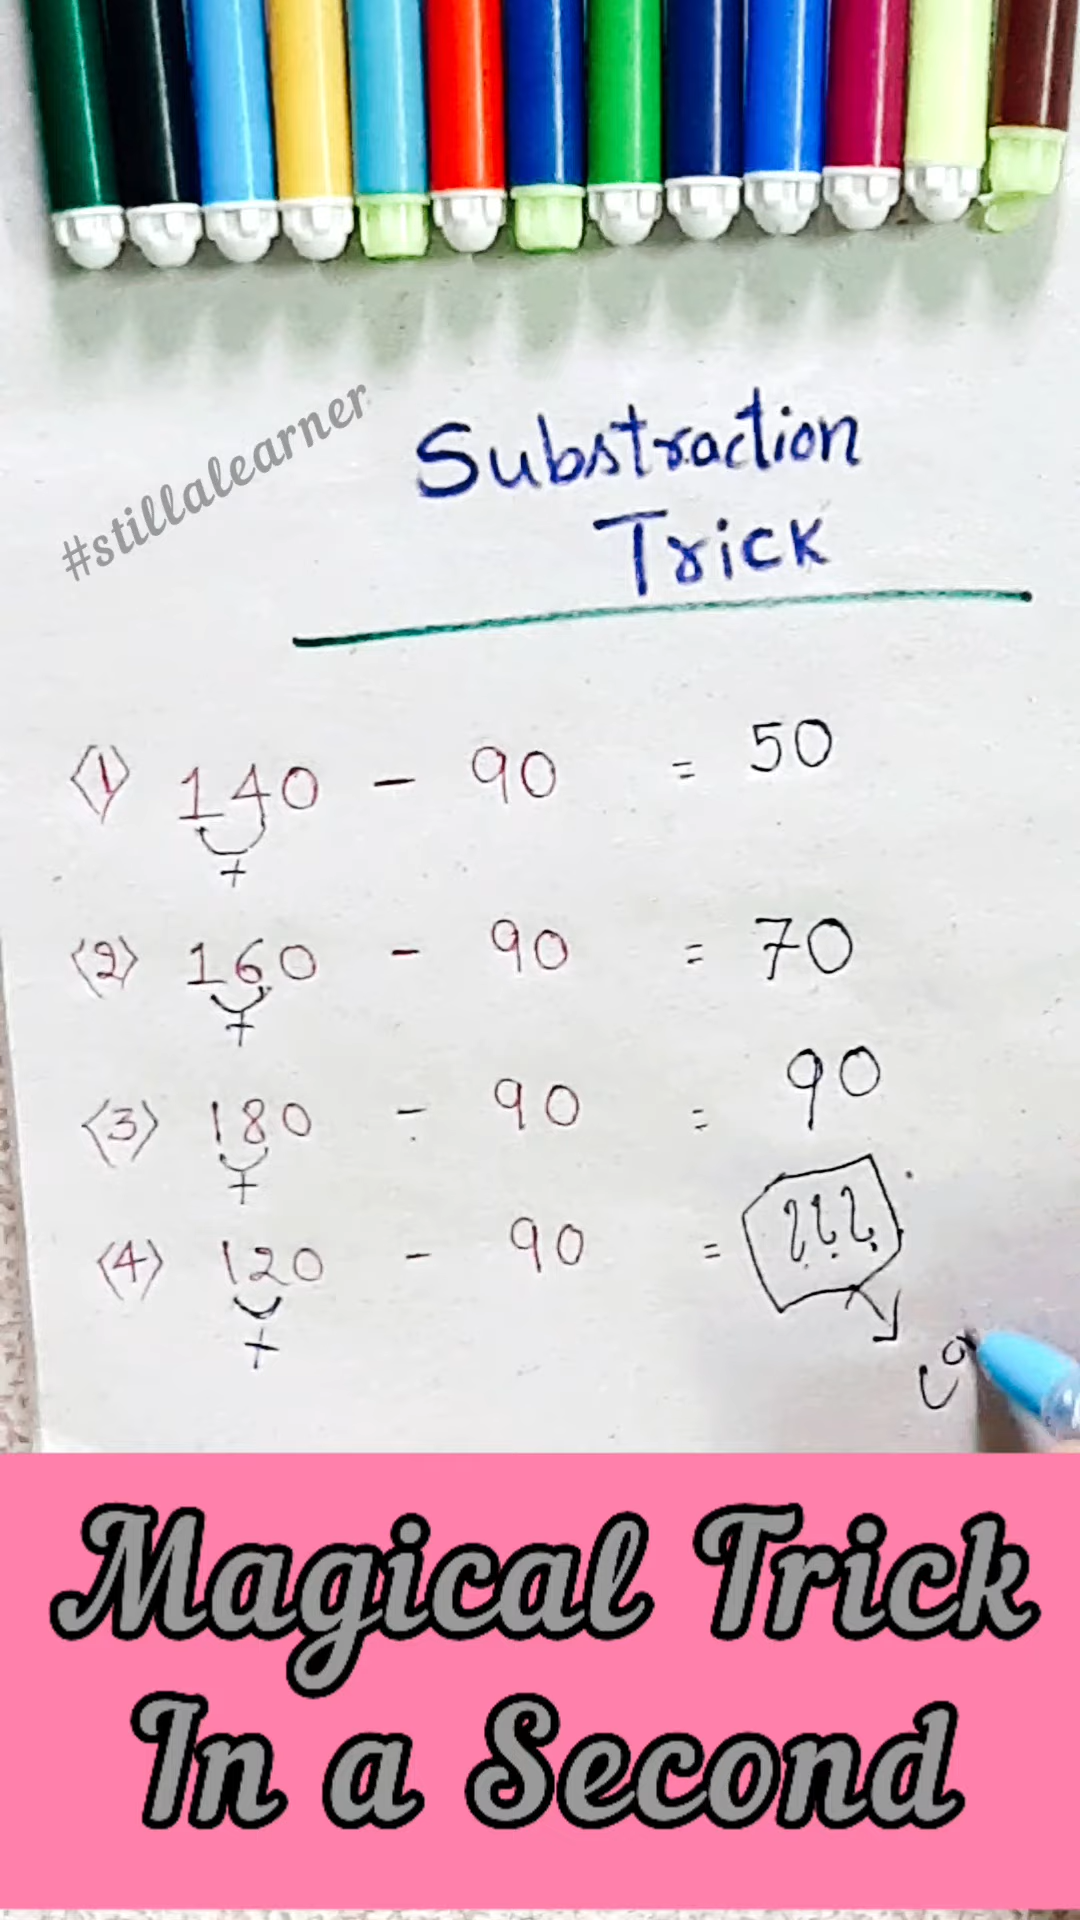 #stillalearner
Substraction
Trick
(1) 140 - 90 = 50
+
(2) 160 - 90 = 70
+
(3) 180 - 90 = 90
+
(4) 120 - 90 = ???
+
Magical Trick
In a Second